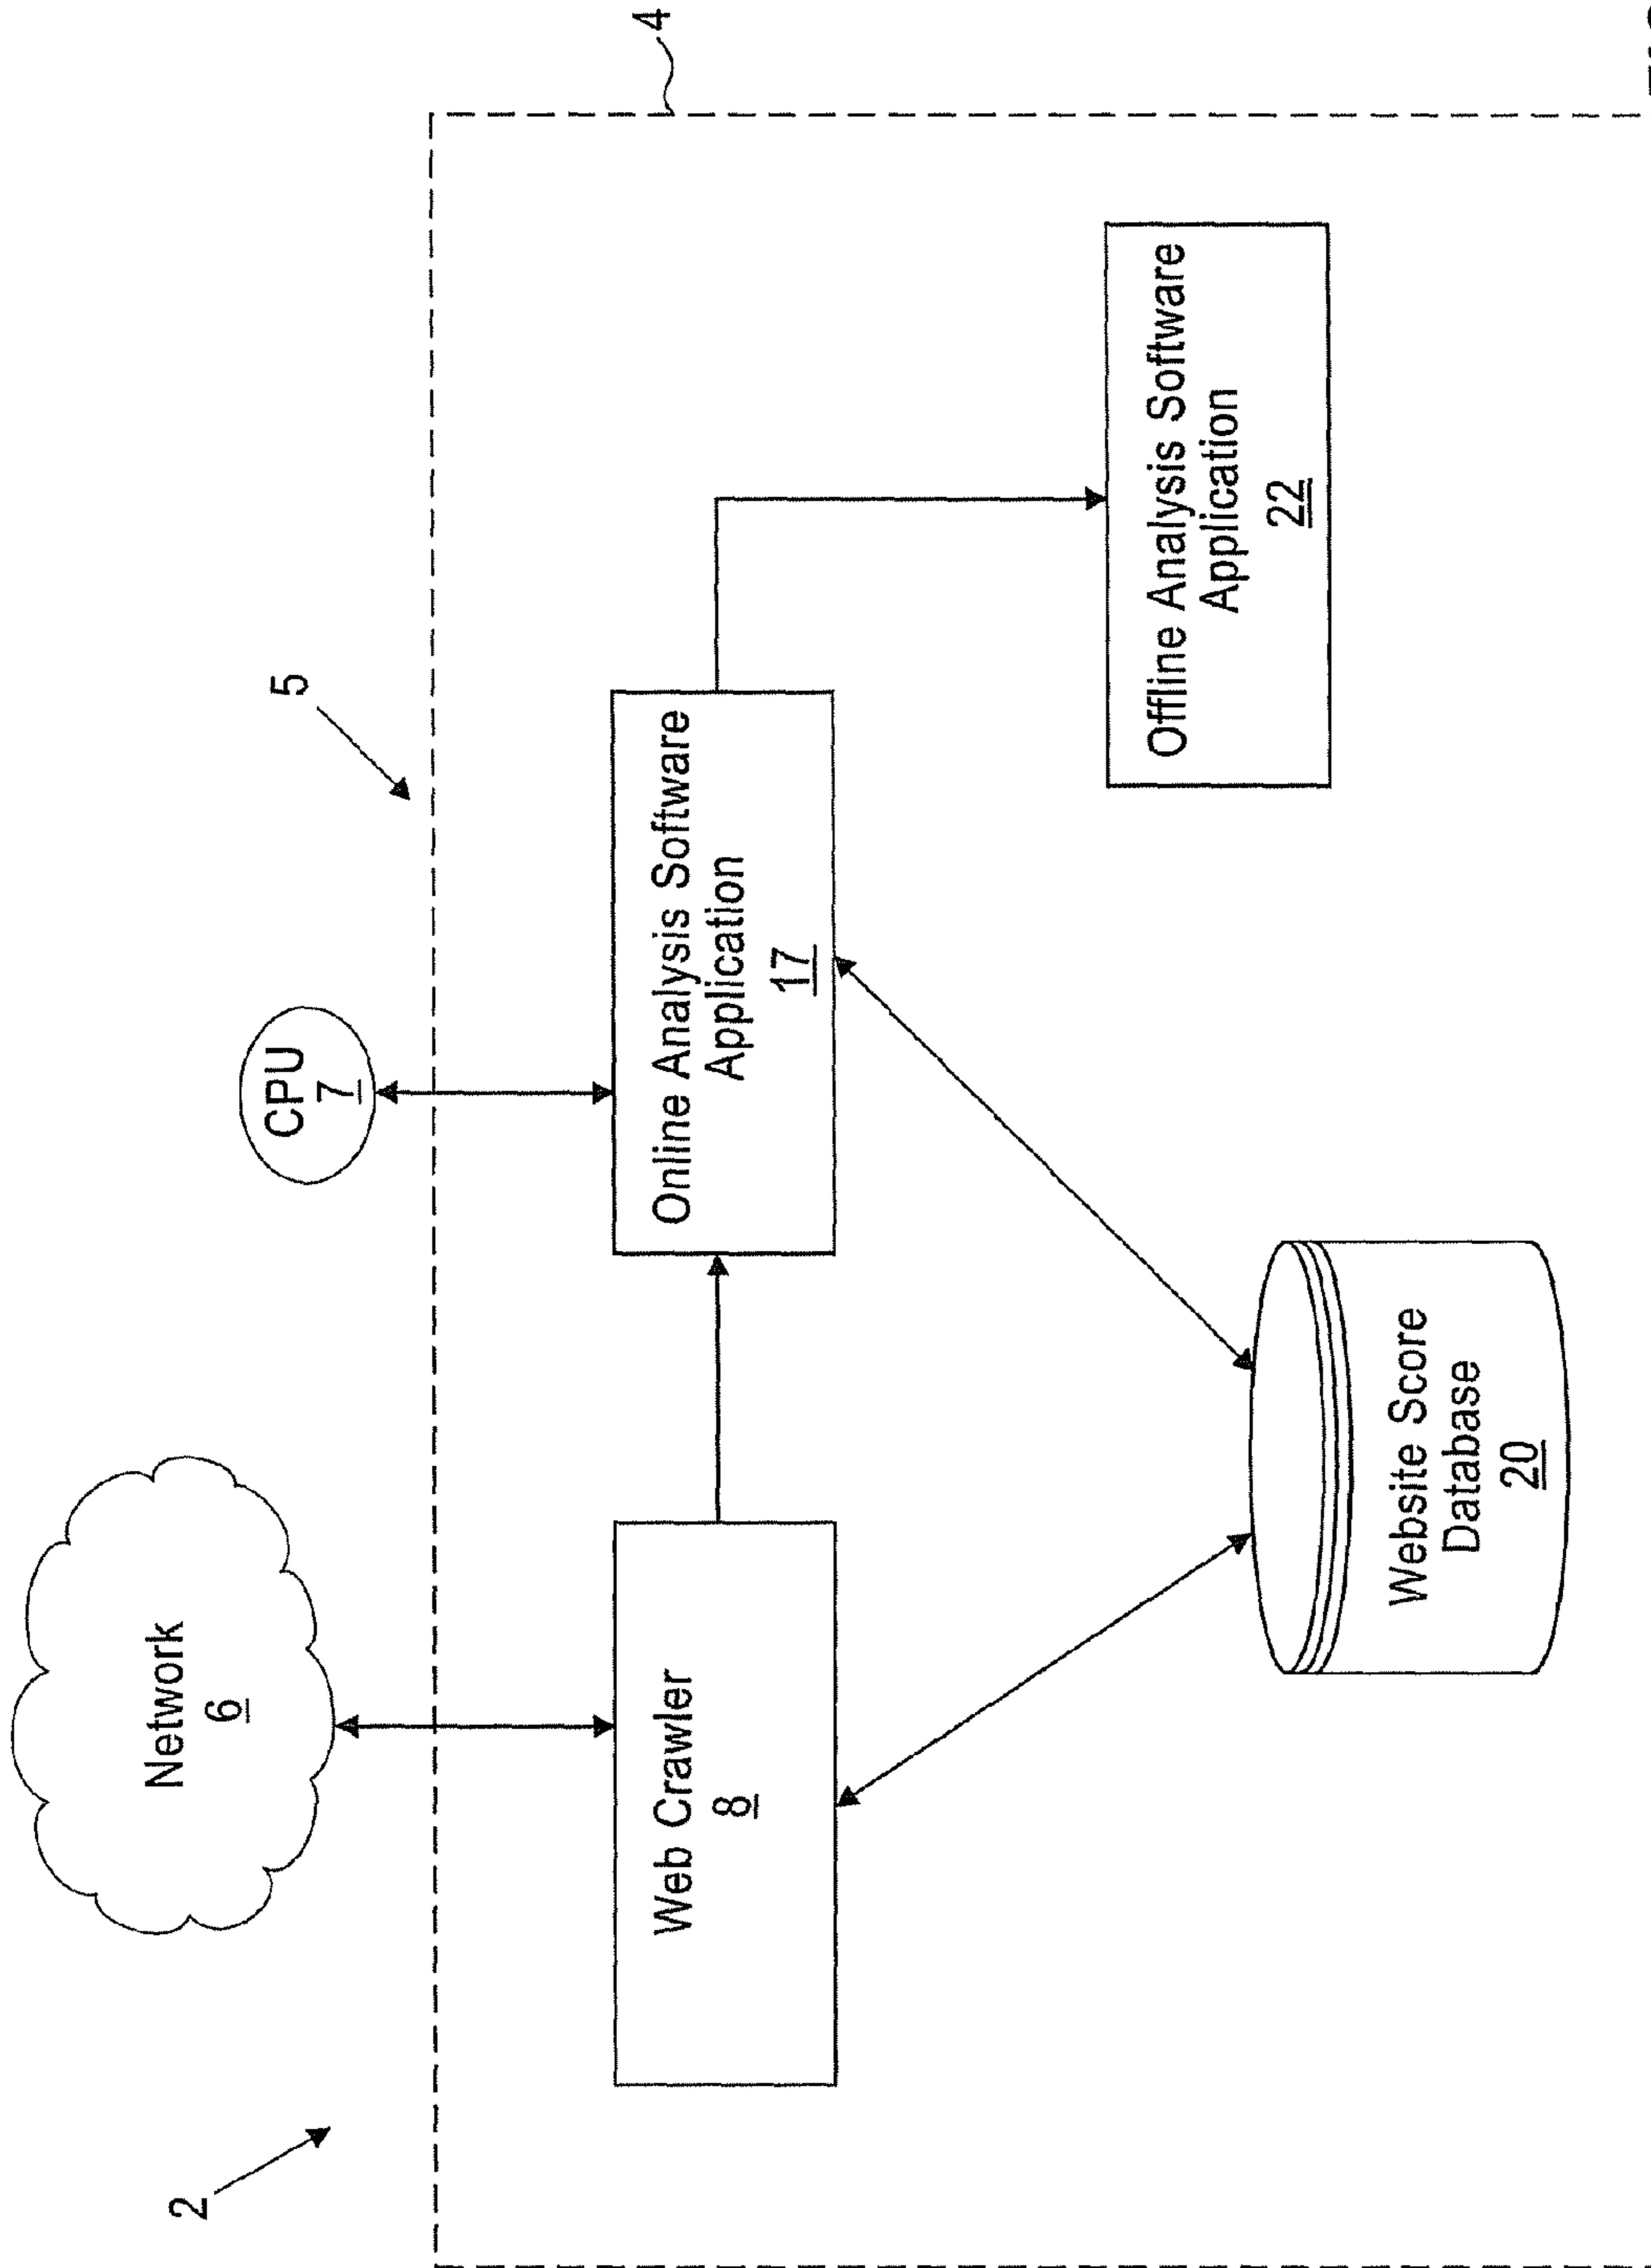 2
Network
6
CPU
7
5
4
Web Crawler
8
Online Analysis Software
Application
17
Website Score
Database
20
Offline Analysis Software
Application
22